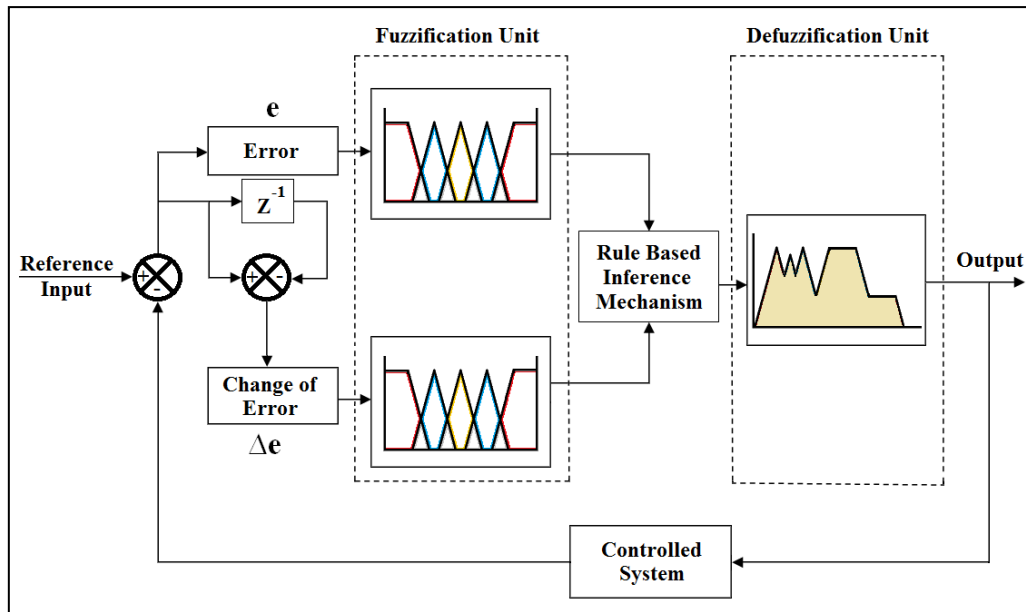 Fuzzification Unit
Defuzzification Unit
e
Error
Z⁻¹
Reference
Input
+
-
+
-
Rule Based
Inference
Mechanism
Output
Change of
Error
Δe
Controlled
System